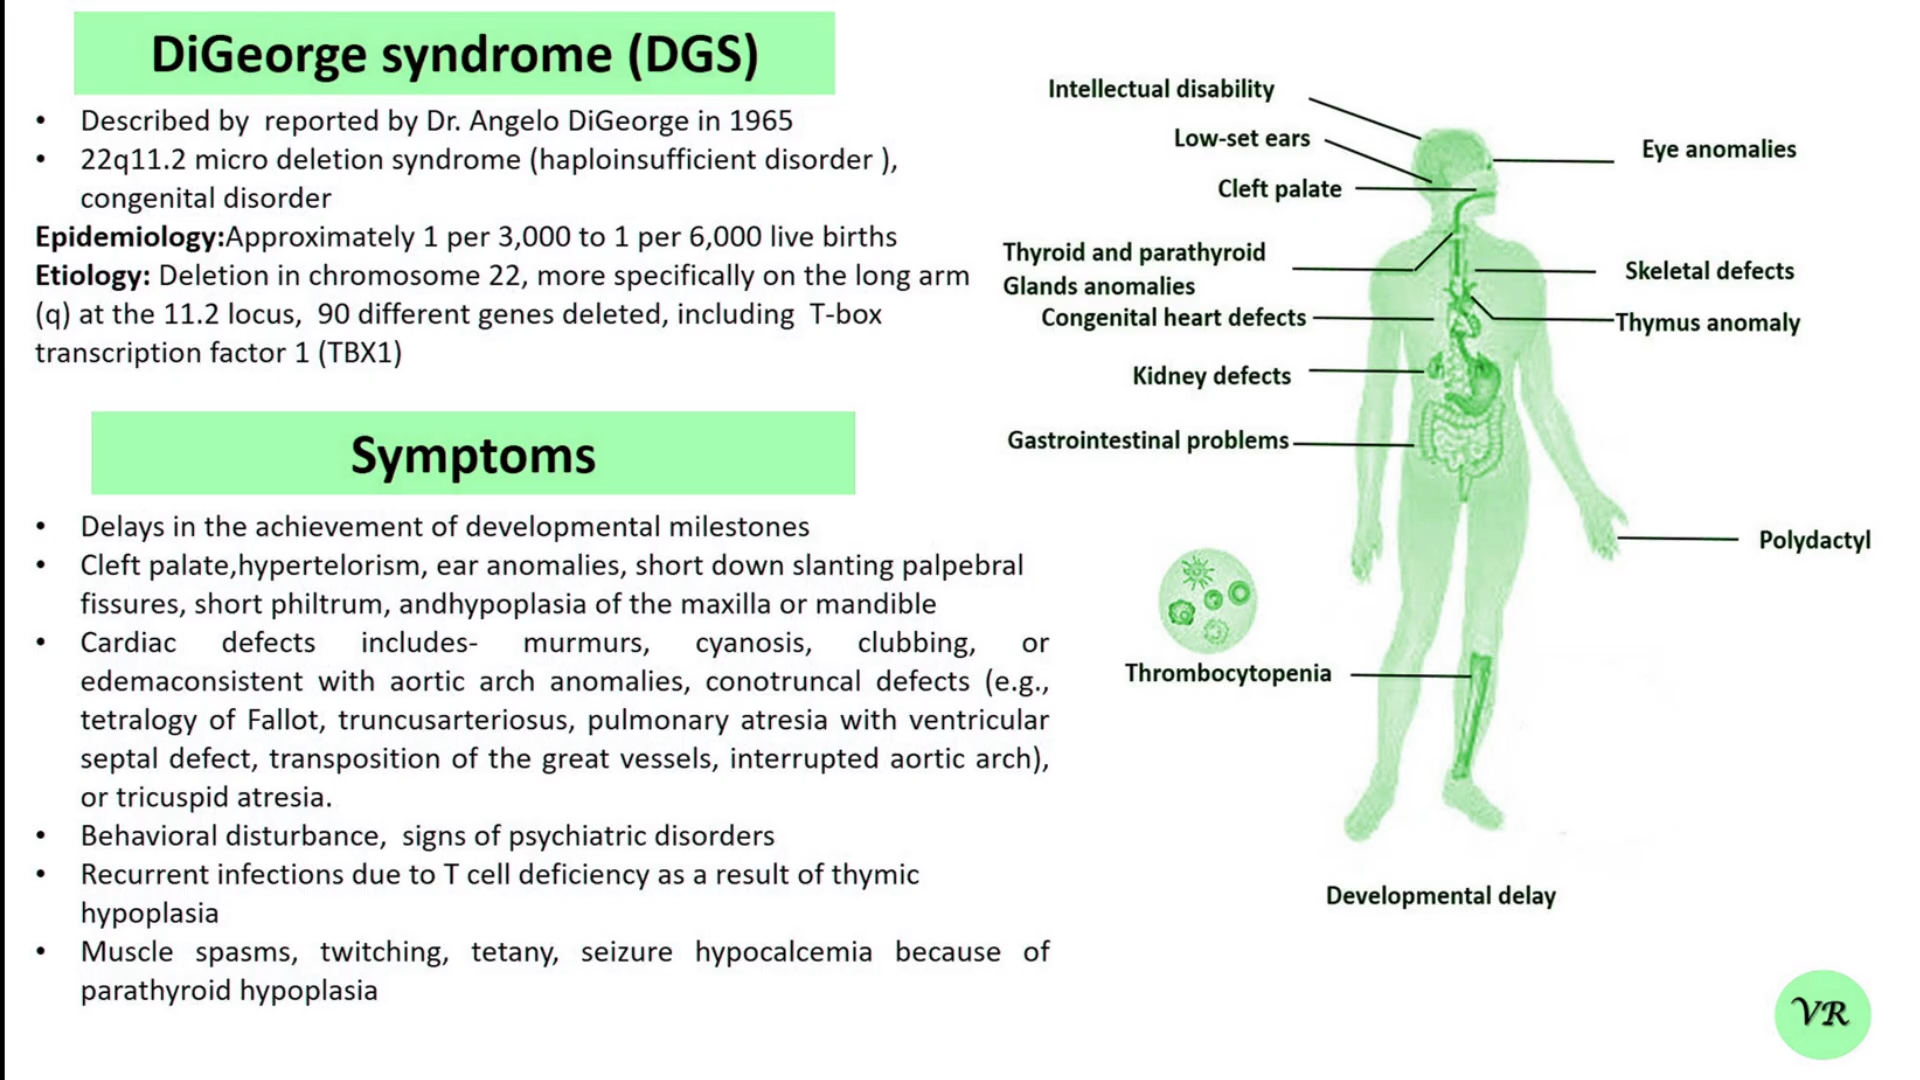 DiGeorge syndrome (DGS)
• Described by reported by Dr. Angelo DiGeorge in 1965
• 22q11.2 micro deletion syndrome (haploinsufficient disorder ),
congenital disorder
Epidemiology:Approximately 1 per 3,000 to 1 per 6,000 live births
Etiology: Deletion in chromosome 22, more specifically on the long arm
(q) at the 11.2 locus, 90 different genes deleted, including T-box
transcription factor 1 (TBX1)
Symptoms
• Delays in the achievement of developmental milestones
• Cleft palate,hypertelorism, ear anomalies, short down slanting palpebral
fissures, short philtrum, andhypoplasia of the maxilla or mandible
• Cardiac defects includes- murmurs, cyanosis, clubbing, or
edemaconsistent with aortic arch anomalies, conotruncal defects (e.g.,
tetralogy of Fallot, truncusarteriosus, pulmonary atresia with ventricular
septal defect, transposition of the great vessels, interrupted aortic arch),
or tricuspid atresia.
• Behavioral disturbance, signs of psychiatric disorders
• Recurrent infections due to T cell deficiency as a result of thymic
hypoplasia
• Muscle spasms, twitching, tetany, seizure hypocalcemia because of
parathyroid hypoplasia
Intellectual disability
Low-set ears
Eye anomalies
Cleft palate
Thyroid and parathyroid
Glands anomalies
Skeletal defects
Congenital heart defects
Thymus anomaly
Kidney defects
Gastrointestinal problems
Polydactyl
Thrombocytopenia
Developmental delay
VR